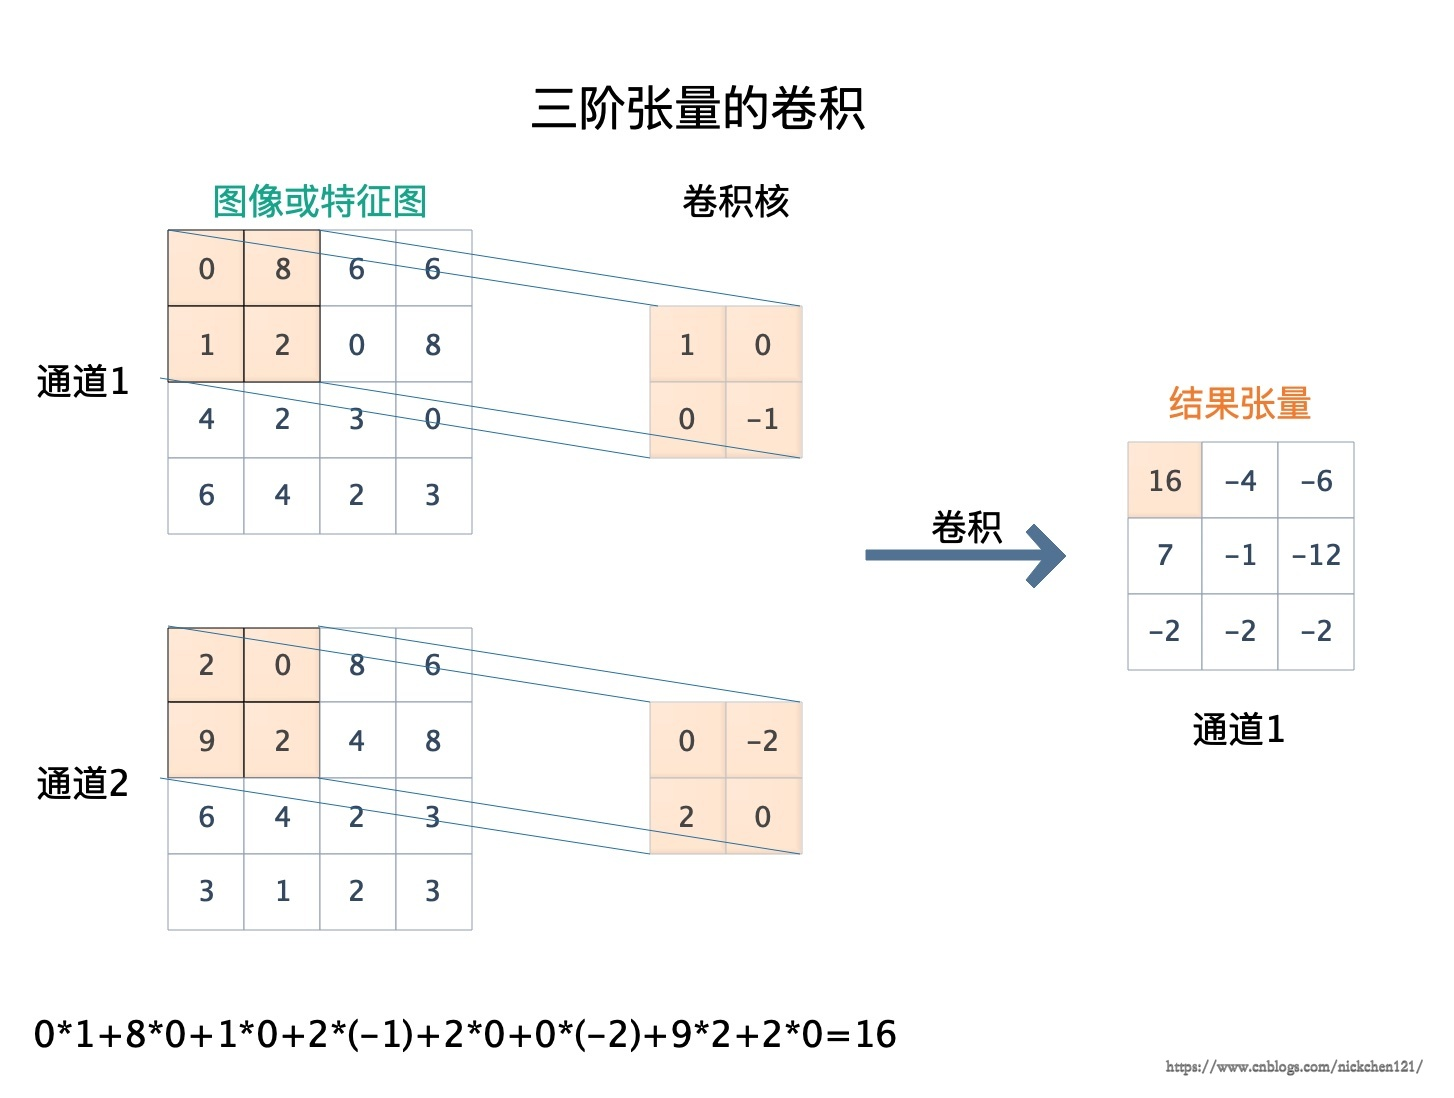 三阶张量的卷积
图像或特征图 卷积核
0 8 6 6
1 2 0 8
4 2 3 0
6 4 2 3
通道1
1 0
0 -1
2 0 8 6
9 2 4 8
6 4 2 3
3 1 2 3
通道2
0 -2
2 0
卷积
结果张量
16 -4 -6
7 -1 -12
-2 -2 -2
通道1
0*1+8*0+1*0+2*(-1)+2*0+0*(-2)+9*2+2*0=16
https://www.cnblogs.com/nickchen121/